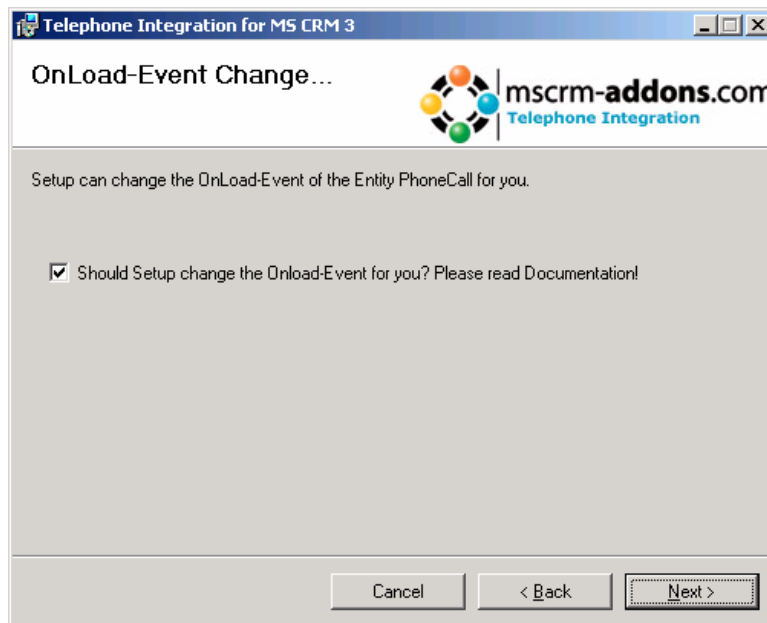 Telephone Integration for MS CRM 3
OnLoad-Event Change...
mscrm-addons.com
Telephone Integration
Setup can change the OnLoad-Event of the Entity PhoneCall for you.
Should Setup change the Onload-Event for you? Please read Documentation!
Cancel
< Back
Next >